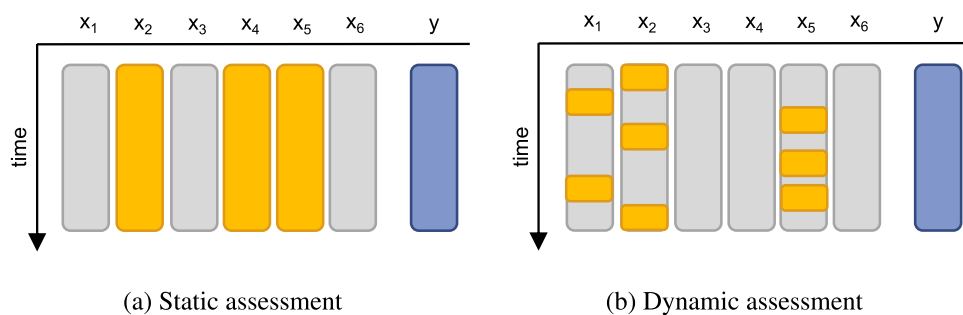 x1 x2 x3 x4 x5 x6 y
time
(a) Static assessment
x1 x2 x3 x4 x5 x6 y
time
(b) Dynamic assessment